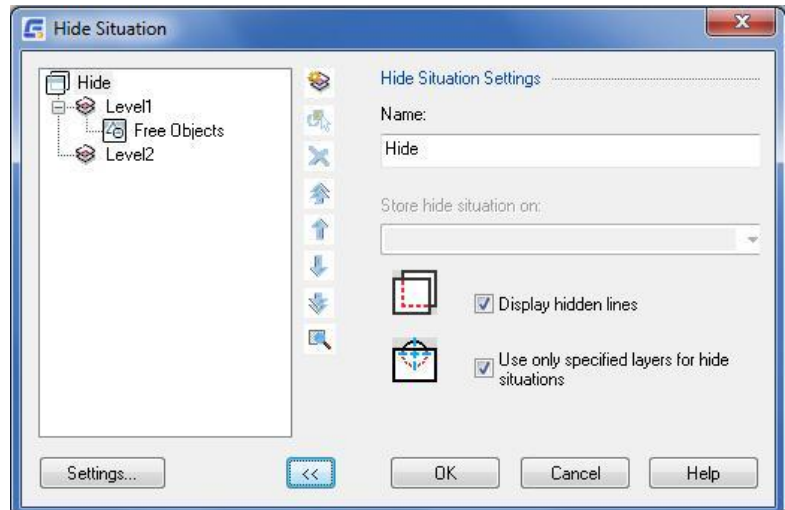 Hide Situation
Hide
Level1
Free Objects
Level2
Hide Situation Settings
Name:
Hide
Store hide situation on:
Display hidden lines
Use only specified layers for hide
situations
Settings...
<<
OK
Cancel
Help